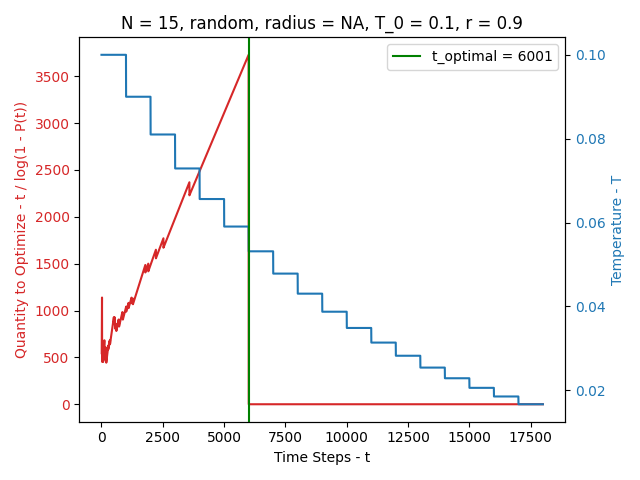 N = 15, random, radius = NA, T_0 = 0.1, r = 0.9
t_optimal = 6001
Quantity to Optimize - t / log(1 - P(t))
3500
3000
2500
2000
1500
1000
500
0
0.10
0.08
0.06
0.04
0.02
Temperature - T
0 2500 5000 7500 10000 12500 15000 17500
Time Steps - t